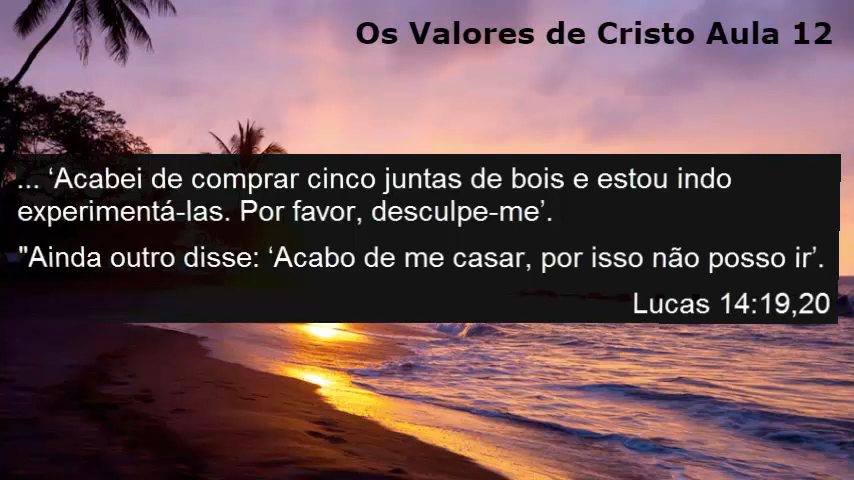 Os Valores de Cristo Aula 12
... ‘Acabei de comprar cinco juntas de bois e estou indo
experimentá-las. Por favor, desculpe-me’.
"Ainda outro disse: ‘Acabo de me casar, por isso não posso ir’.
Lucas 14:19,20